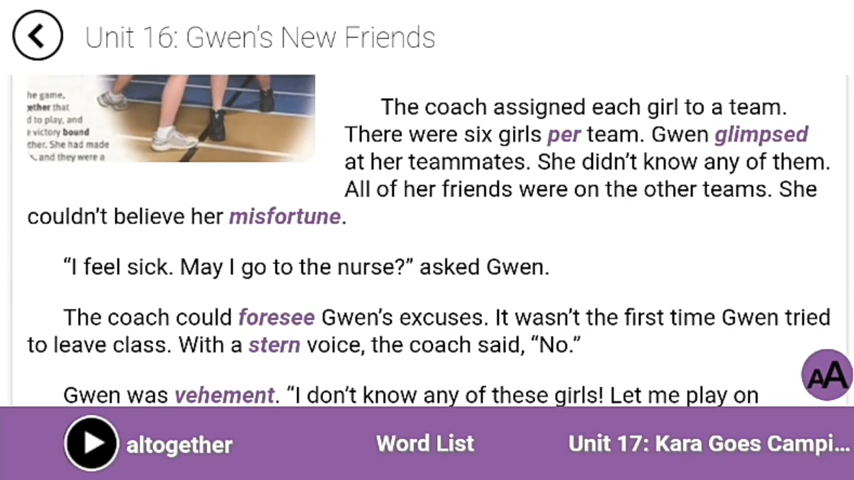 Unit 16: Gwen's New Friends
he game,
ether that
d to play, and
e victory bound
ther. She had made
, and they were a
The coach assigned each girl to a team.
There were six girls per team. Gwen glimpsed
at her teammates. She didn't know any of them.
All of her friends were on the other teams. She
couldn't believe her misfortune.
“I feel sick. May I go to the nurse?” asked Gwen.
The coach could foresee Gwen's excuses. It wasn't the first time Gwen tried
to leave class. With a stern voice, the coach said, “No.”
Gwen was vehement. “I don't know any of these girls! Let me play on
AA
altogether
Word List
Unit 17: Kara Goes Campi...